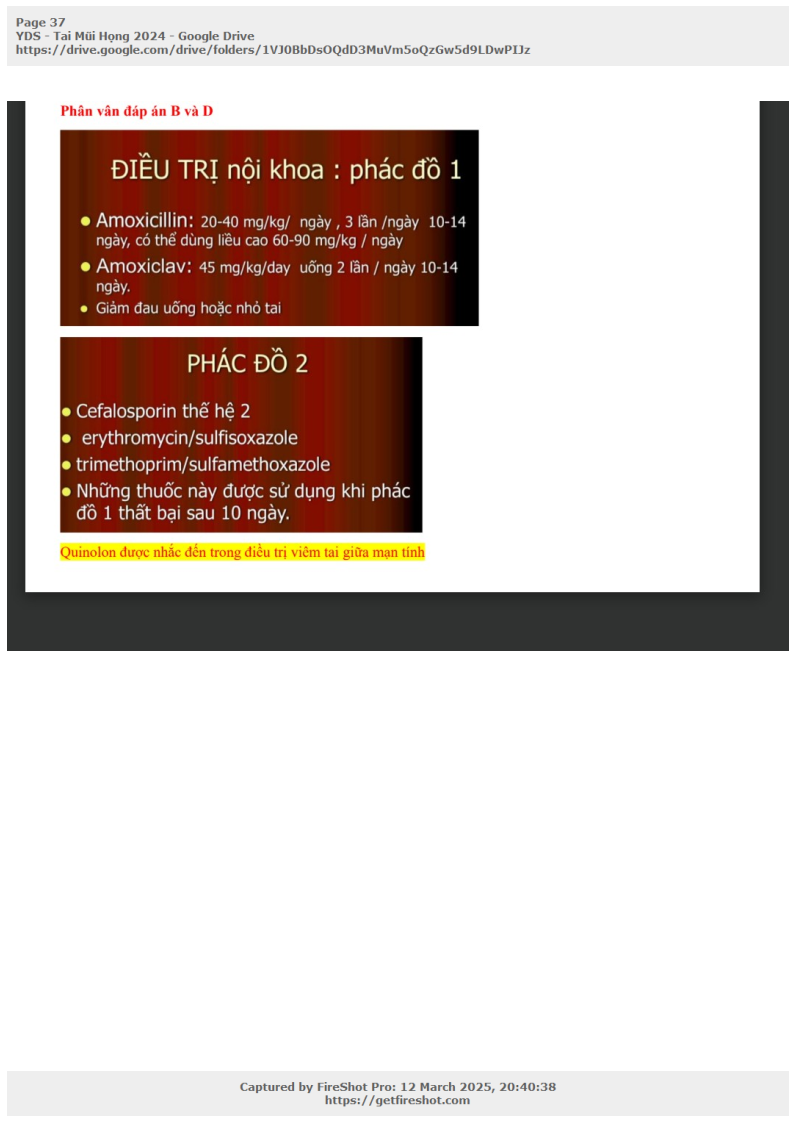 Page 37
YDS - Tai Mũi Họng 2024 - Google Drive
https://drive.google.com/drive/folders/1VJ0BbDsOQdD3MuVm5oQzGw5d9LDwPIJz
Phân vân đáp án B và D
ĐIỀU TRỊ nội khoa : phác đồ 1
Amoxicillin: 20-40 mg/kg/ ngày , 3 lần /ngày 10-14
ngày, có thể dùng liều cao 60-90 mg/kg / ngày
Amoxiclav: 45 mg/kg/day uống 2 lần / ngày 10-14
ngày.
Giảm đau uống hoặc nhỏ tai
PHÁC ĐỒ 2
Cefalosporin thế hệ 2
erythromycin/sulfisoxazole
trimethoprim/sulfamethoxazole
Những thuốc này được sử dụng khi phác
đồ 1 thất bại sau 10 ngày.
Quinolon được nhắc đến trong điều trị viêm tai giữa mạn tính
Captured by FireShot Pro: 12 March 2025, 20:40:38
https://getfireshot.com